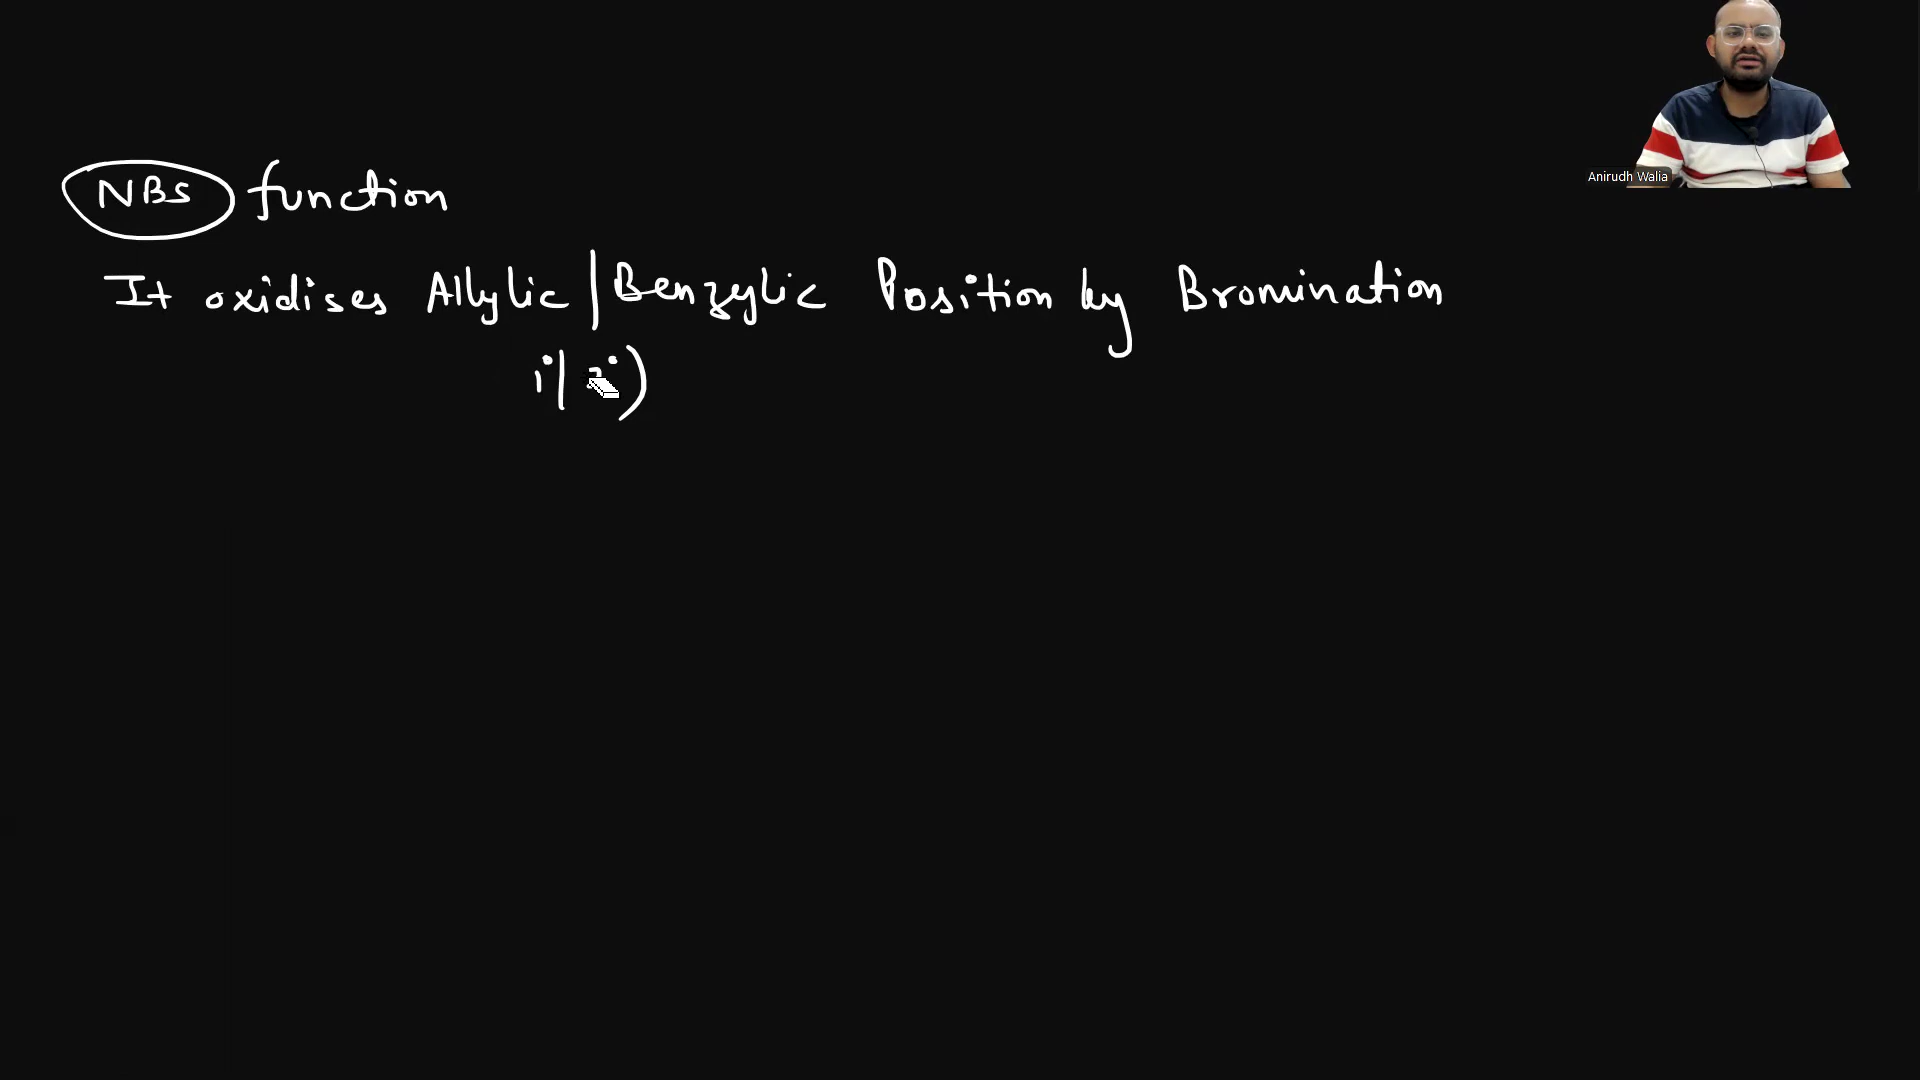 Anirudh Walia
NBS function
It oxidises Allylic | Benzylic Position by Bromination